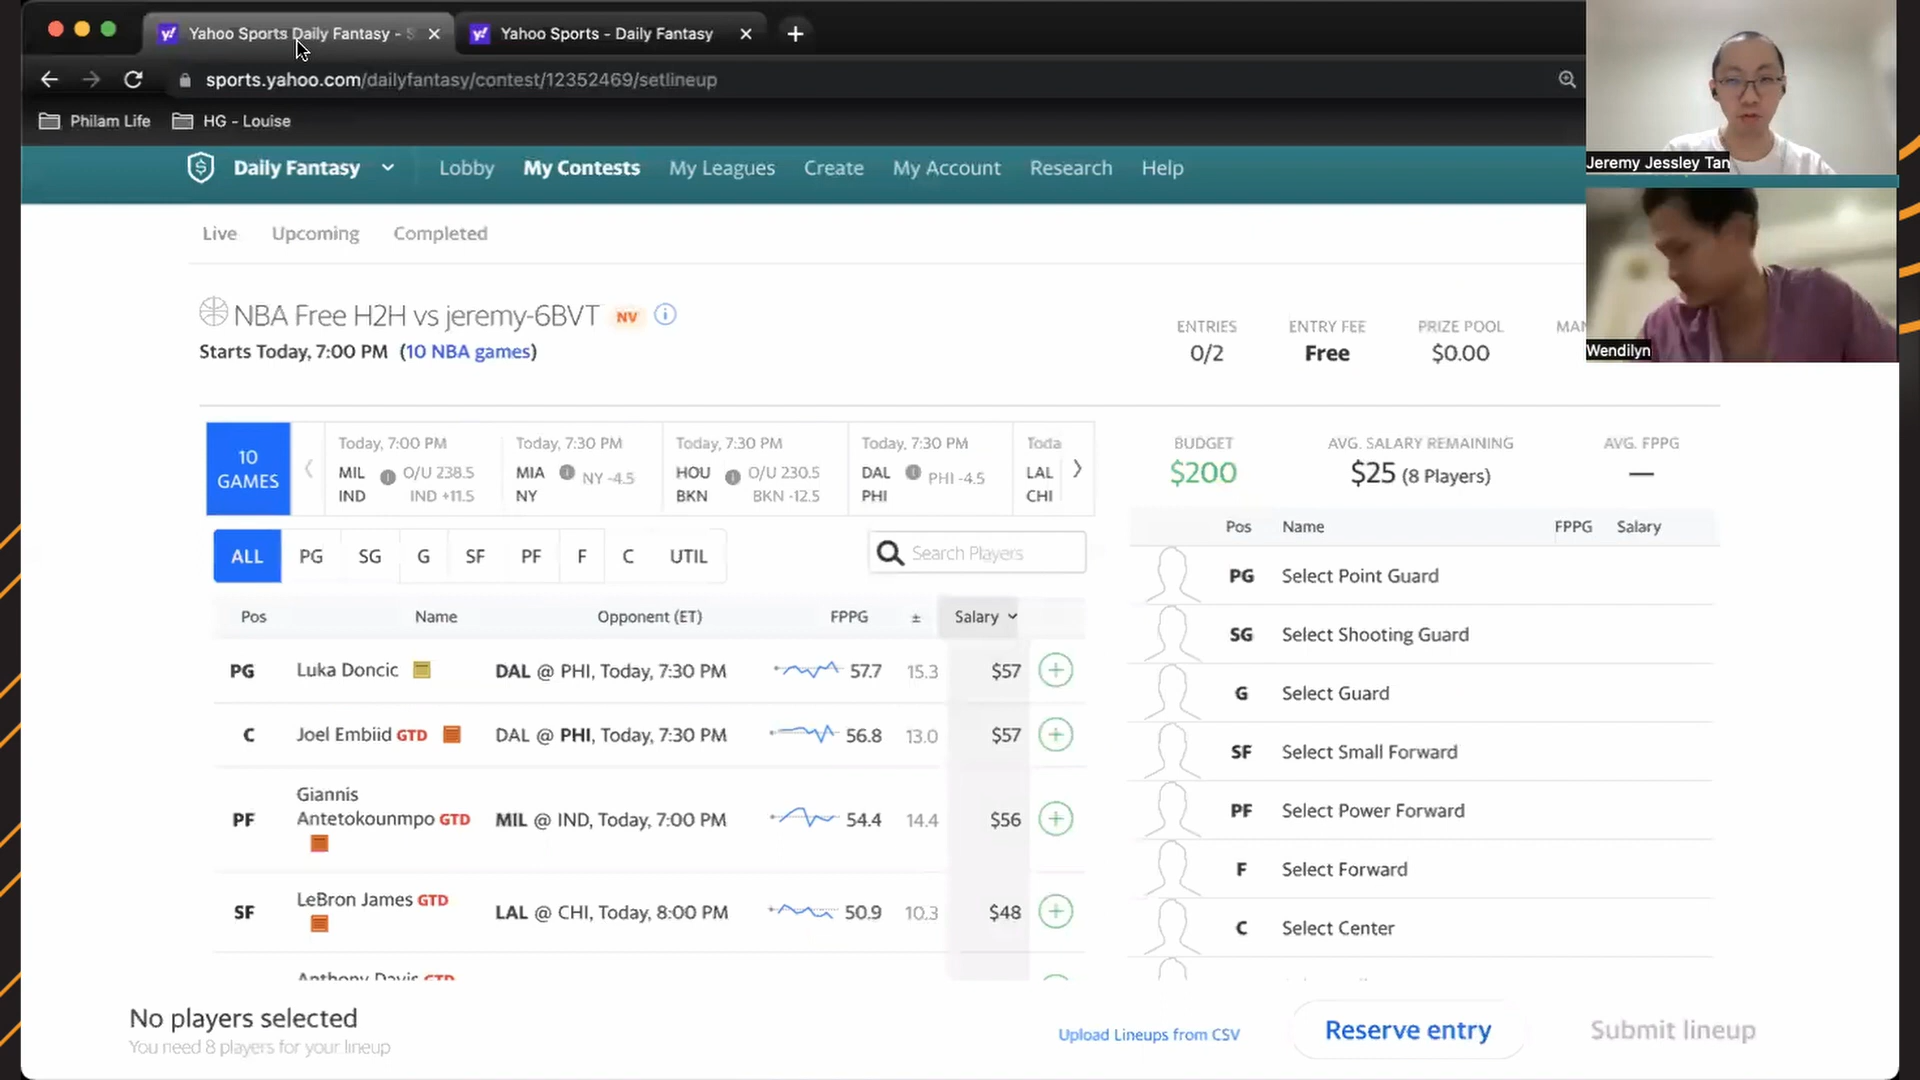 Yahoo Sports Daily Fantasy - S
Yahoo Sports - Daily Fantasy
sports.yahoo.com/dailyfantasy/contest/12352469/setlineup
Philam Life
HG - Louise
Jeremy Jessley Tan
Wendilyn
Daily Fantasy
Lobby
My Contests
My Leagues
Create
My Account
Research
Help
Live
Upcoming
Completed
NBA Free H2H vs jeremy-6BVT NV
Starts Today, 7:00 PM (10 NBA games)
ENTRIES
0/2
ENTRY FEE
Free
PRIZE POOL
$0.00
10
GAMES
Today, 7:00 PM
MIL O/U 238.5
IND IND +11.5
Today, 7:30 PM
MIA NY -4.5
NY
Today, 7:30 PM
HOU O/U 230.5
BKN BKN -12.5
Today, 7:30 PM
DAL PHI -4.5
PHI
Toda
LAL
CHI
BUDGET
$200
AVG. SALARY REMAINING
$25 (8 Players)
AVG. FPPG
—
ALL PG SG G SF PF F C UTIL
Search Players
Pos Name Opponent (ET) FPPG ± Salary
PG Luka Doncic DAL @ PHI, Today, 7:30 PM 57.7 15.3 $57
C Joel Embiid GTD DAL @ PHI, Today, 7:30 PM 56.8 13.0 $57
PF Giannis
Antetokounmpo GTD MIL @ IND, Today, 7:00 PM 54.4 14.4 $56
SF LeBron James GTD LAL @ CHI, Today, 8:00 PM 50.9 10.3 $48
Anthony Davis GTD
Pos Name FPPG Salary
PG Select Point Guard
SG Select Shooting Guard
G Select Guard
SF Select Small Forward
PF Select Power Forward
F Select Forward
C Select Center
No players selected
You need 8 players for your lineup
Upload Lineups from CSV
Reserve entry
Submit lineup